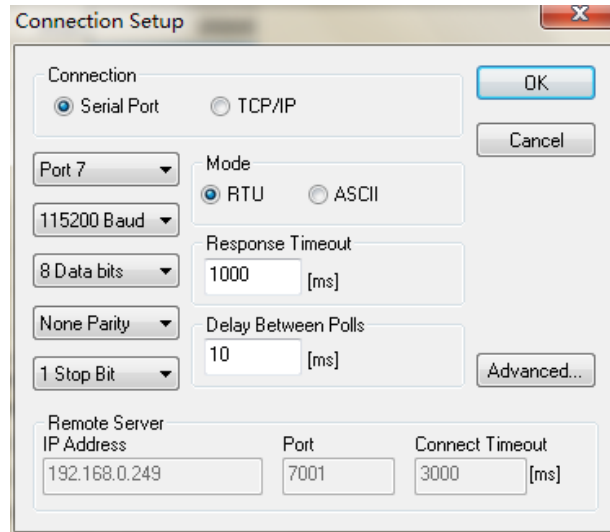 Connection Setup
Connection
Serial Port TCP/IP
OK
Cancel
Port 7
115200 Baud
8 Data bits
None Parity
1 Stop Bit
Mode
RTU ASCII
Response Timeout
1000 [ms]
Delay Between Polls
10 [ms]
Advanced...
Remote Server
IP Address Port Connect Timeout
192.168.0.249 7001 3000 [ms]